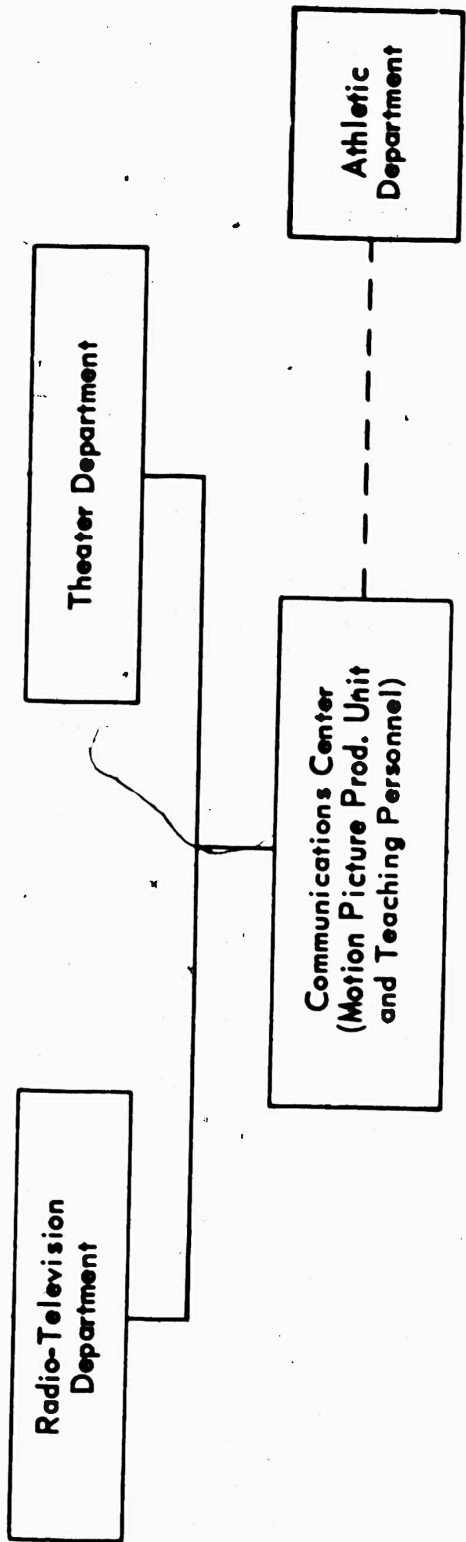 Radio-Television
Department
Theater Department
Communications Center
(Motion Picture Prod. Unit
and Teaching Personnel)
Athletic
Department